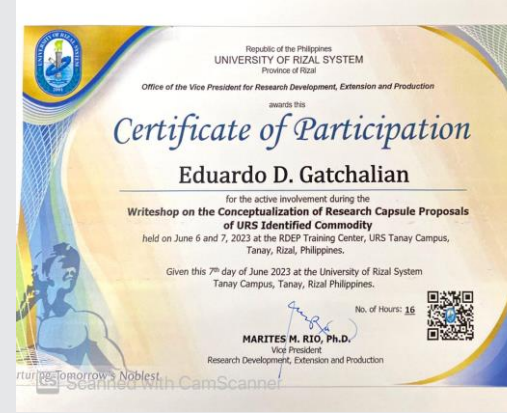 Republic of the Philippines
UNIVERSITY OF RIZAL SYSTEM
Province of Rizal
Office of the Vice President for Research Development, Extension and Production
awards this
Certificate of Participation
Eduardo D. Gatchalian
for the active involvement during the
Writeshop on the Conceptualization of Research Capsule Proposals
of URS Identified Commodity
held on June 6 and 7, 2023 at the RDEP Training Center, URS Tanay Campus,
Tanay, Rizal, Philippines.
Given this 7th day of June 2023 at the University of Rizal System
Tanay Campus, Tanay, Rizal Philippines.
No. of Hours: 16
MARITES M. RIO, Ph.D.
Vice President
Research Development, Extension and Production
Tomorrow's Noblest
CS Scanned with CamScanner